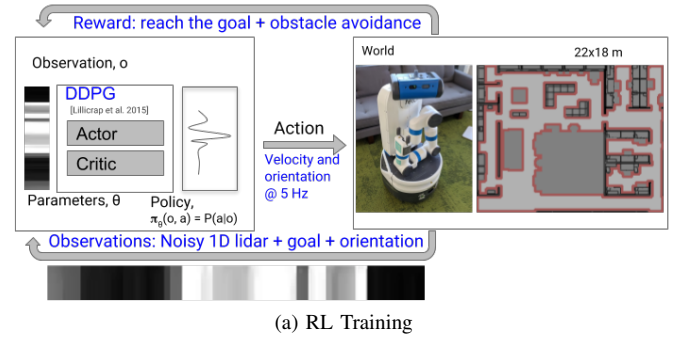 Reward: reach the goal + obstacle avoidance
Observation, o
DDPG
[Lillicrap et al. 2015]
Actor
Critic
Parameters, θ
Policy,
πθ(o, a) = P(a|o)
Action
Velocity and
orientation
@ 5 Hz
World
22x18 m
Observations: Noisy 1D lidar + goal + orientation
(a) RL Training